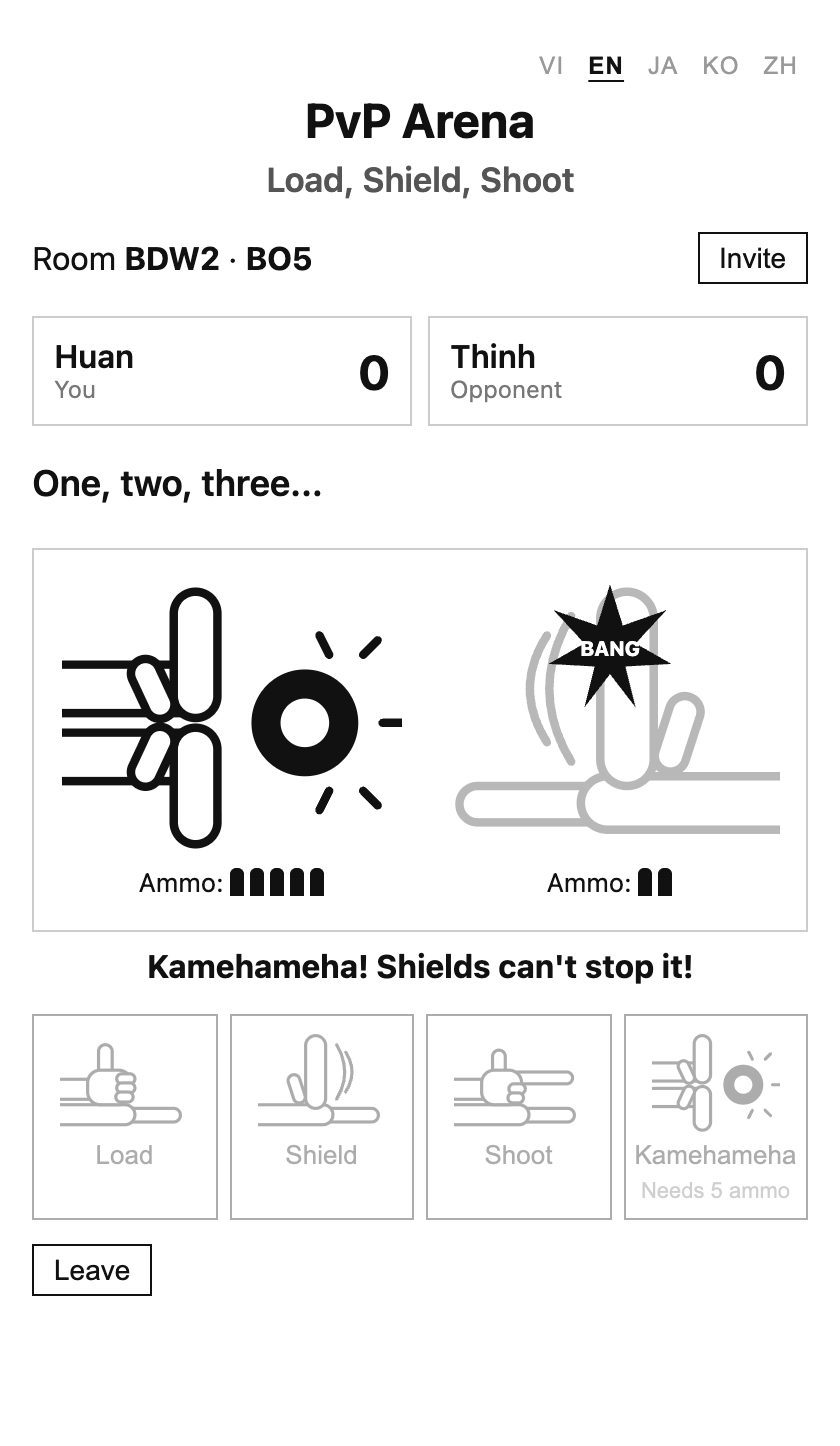 VI EN JA KO ZH
PvP Arena
Load, Shield, Shoot
Room BDW2 · BO5
Invite
Huan
You
0
Thinh
Opponent
0
One, two, three...
BANG
Ammo:
Ammo:
Kamehameha! Shields can't stop it!
Load
Shield
Shoot
Kamehameha
Needs 5 ammo
Leave